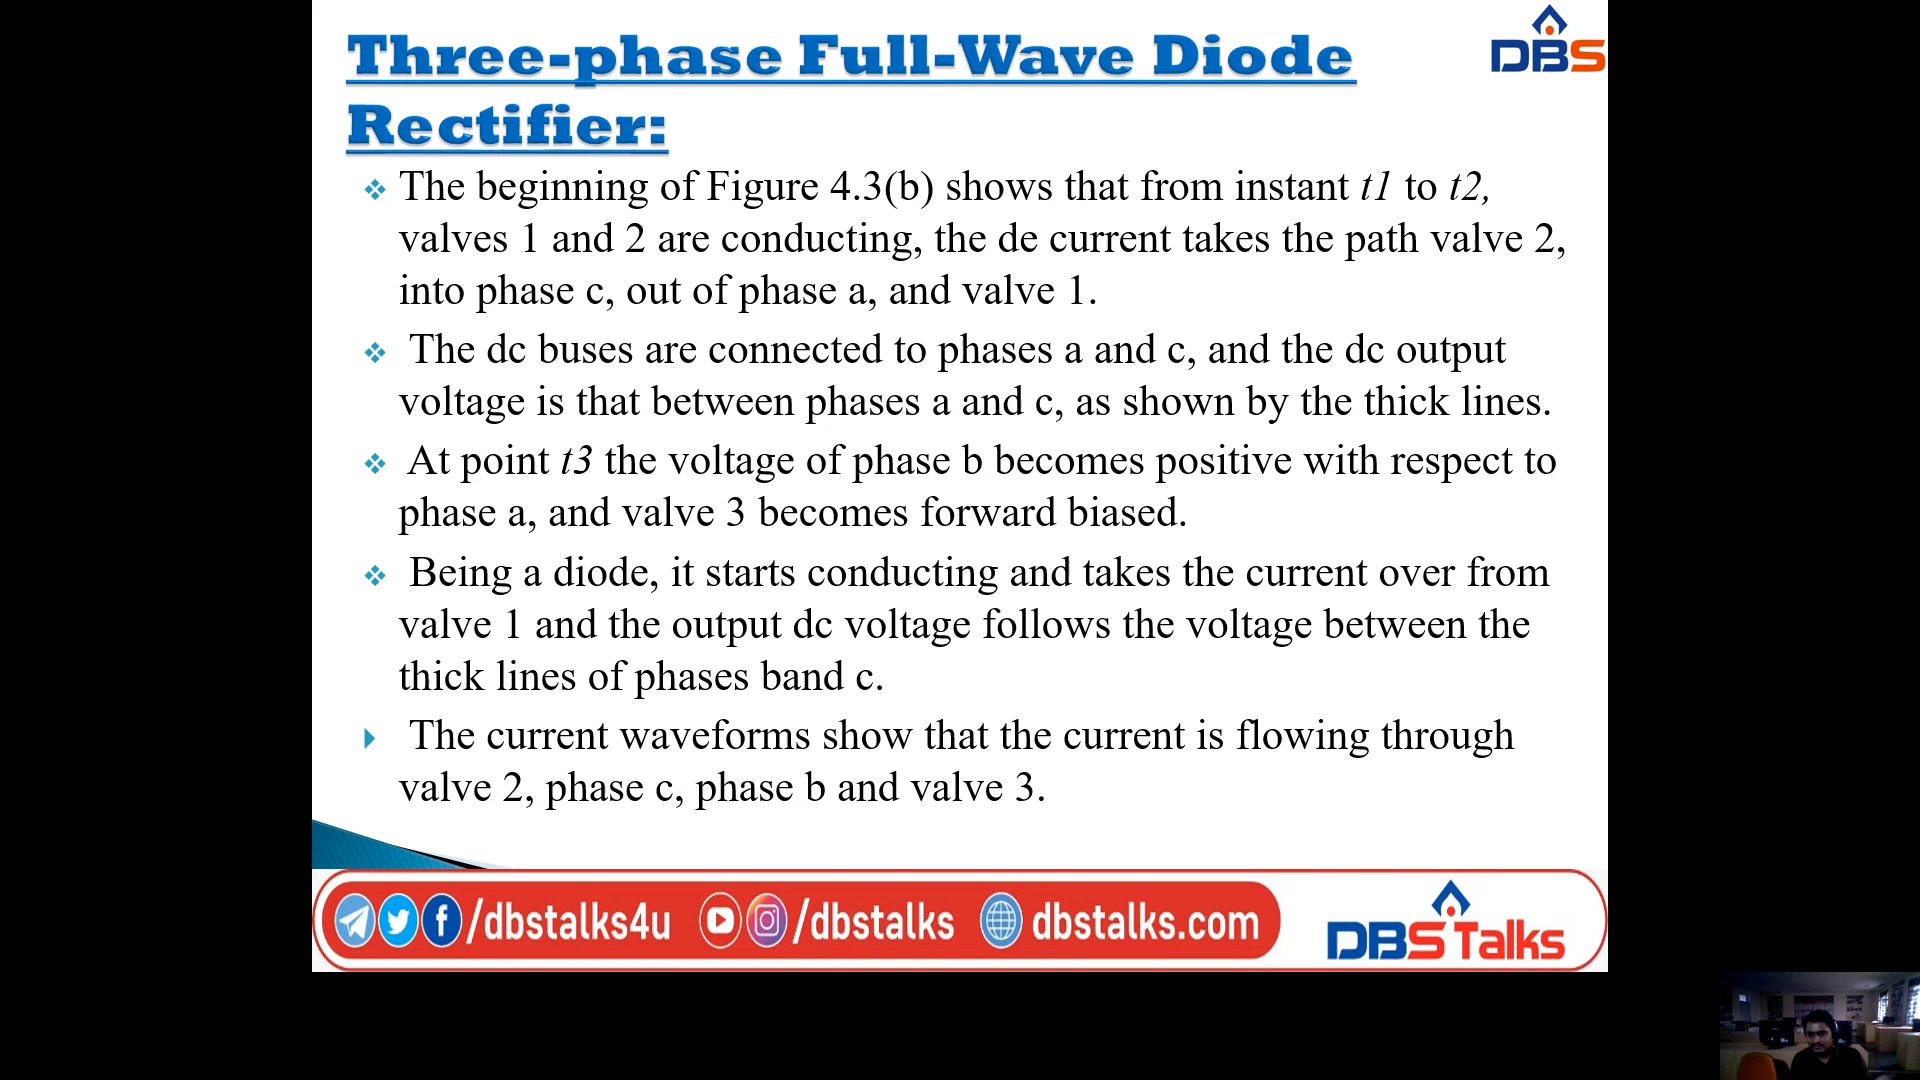 Three-phase Full-Wave Diode
Rectifier:
DBS
The beginning of Figure 4.3(b) shows that from instant t1 to t2,
valves 1 and 2 are conducting, the de current takes the path valve 2,
into phase c, out of phase a, and valve 1.
The dc buses are connected to phases a and c, and the dc output
voltage is that between phases a and c, as shown by the thick lines.
At point t3 the voltage of phase b becomes positive with respect to
phase a, and valve 3 becomes forward biased.
Being a diode, it starts conducting and takes the current over from
valve 1 and the output dc voltage follows the voltage between the
thick lines of phases band c.
The current waveforms show that the current is flowing through
valve 2, phase c, phase b and valve 3.
/dbstalks4u /dbstalks dbstalks.com
DBS Talks